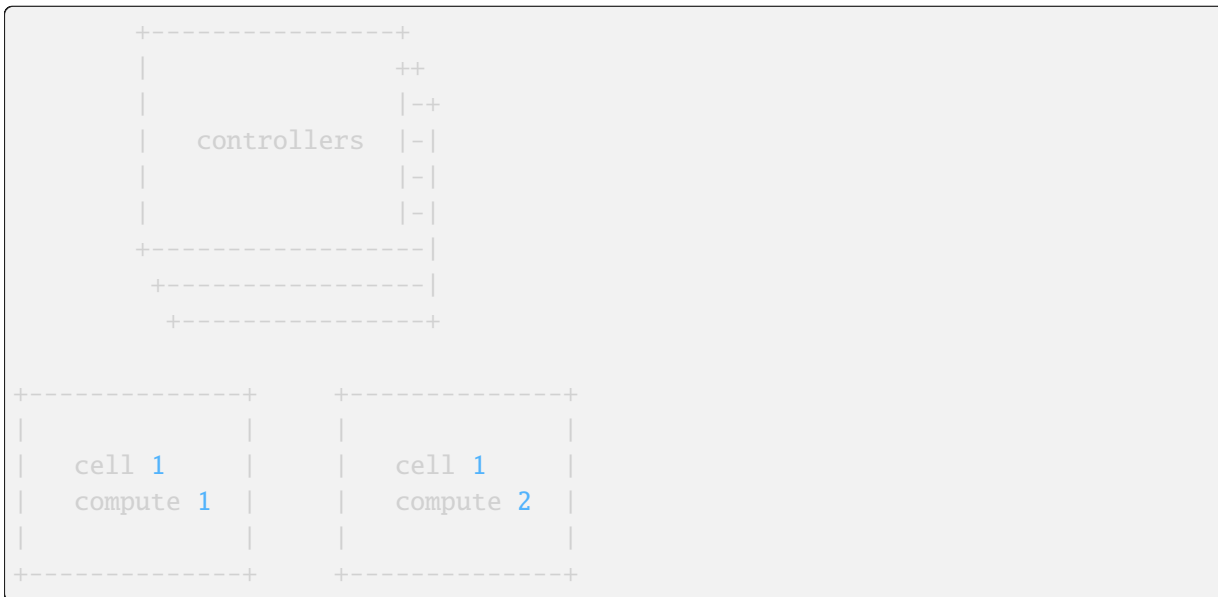 +----------------+
|                ++
|                |-+
|   controllers  |-|
|                |-|
|                |-|
+------------------|
+-----------------|
+----------------+
+--------------+     +--------------+
|              |     |              |
|   cell 1     |     |   cell 1     |
|   compute 1  |     |   compute 2  |
|              |     |              |
+--------------+     +--------------+